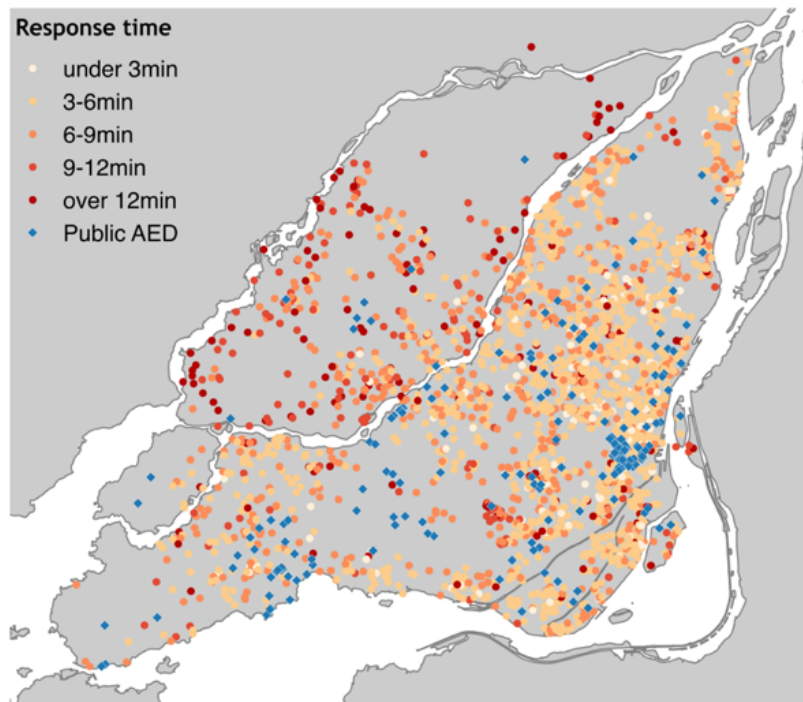 Response time
under 3min
3-6min
6-9min
9-12min
over 12min
Public AED